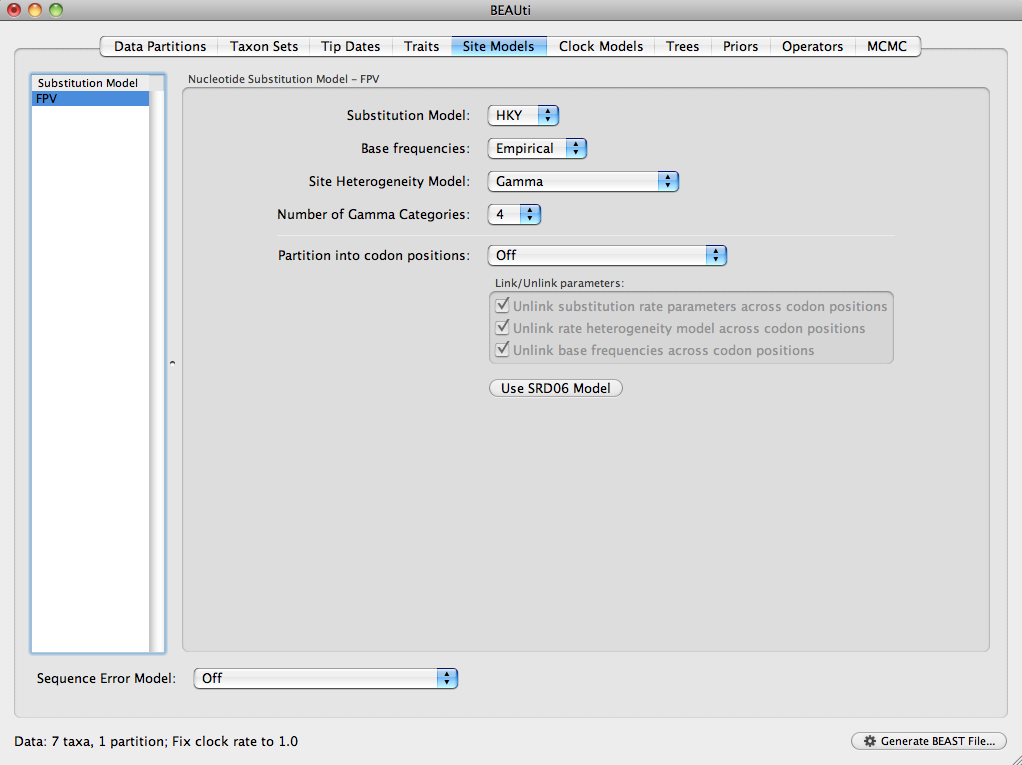 BEAUti
Data Partitions Taxon Sets Tip Dates Traits Site Models Clock Models Trees Priors Operators MCMC
Substitution Model
FPV
Nucleotide Substitution Model – FPV
Substitution Model: HKY
Base frequencies: Empirical
Site Heterogeneity Model: Gamma
Number of Gamma Categories: 4
Partition into codon positions: Off
Link/Unlink parameters:
Unlink substitution rate parameters across codon positions
Unlink rate heterogeneity model across codon positions
Unlink base frequencies across codon positions
Use SRD06 Model
Sequence Error Model: Off
Data: 7 taxa, 1 partition; Fix clock rate to 1.0
Generate BEAST File...